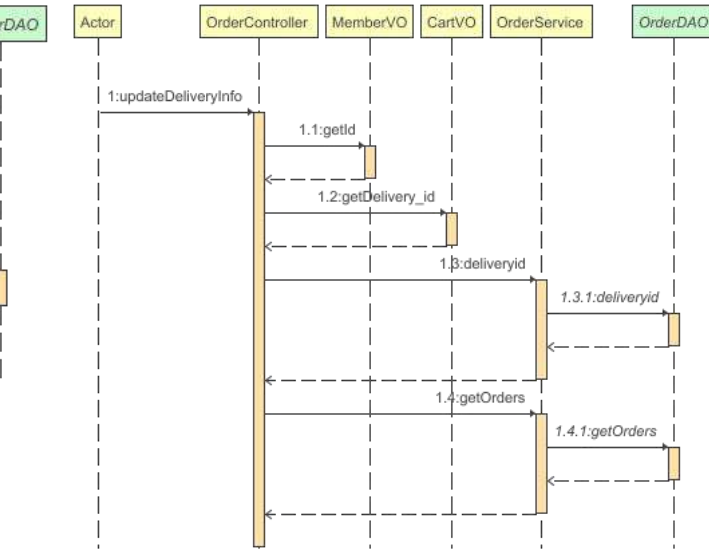 rDAO
Actor
OrderController
MemberVO
CartVO
OrderService
OrderDAO
1:updateDeliveryInfo
1.1:getId
1.2:getDelivery_id
1.3:deliveryid
1.3.1:deliveryid
1.4:getOrders
1.4.1:getOrders